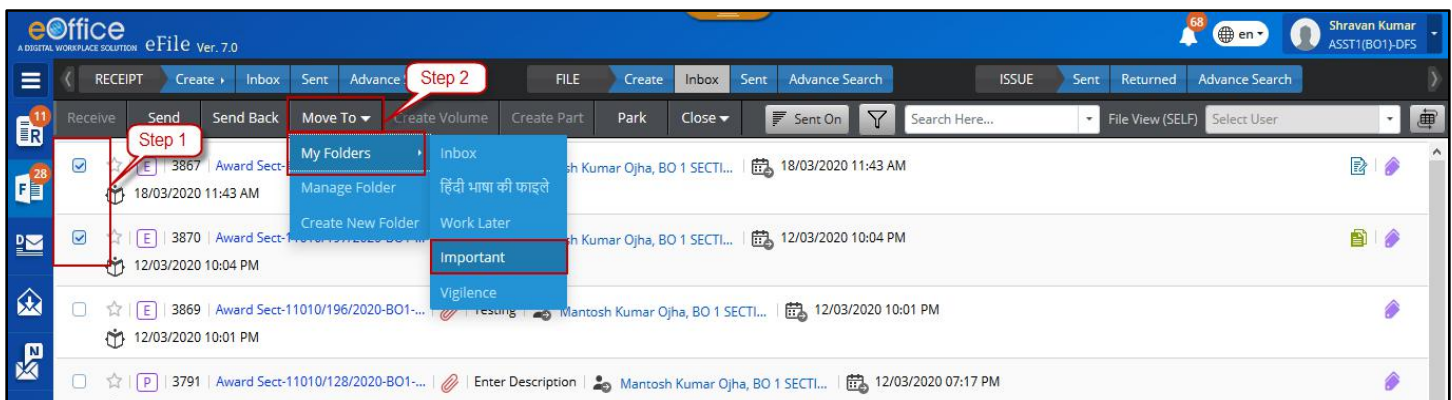 eOffice
A DIGITAL WORKPLACE SOLUTION eFile Ver. 7.0
68
en
Shravan Kumar
ASST1(BO1)-DFS
RECEIPT Create Inbox Sent Advance Step 2 FILE Create Inbox Sent Advance Search ISSUE Sent Returned Advance Search
11 R
Receive Send Send Back Move To Create Volume Create Part Park Close Sent On Search Here... File View (SELF) Select User
Step 1
28 F
E 3867 Award Sect- sh Kumar Ojha, BO 1 SECTI... 18/03/2020 11:43 AM
18/03/2020 11:43 AM
My Folders Inbox
Manage Folder हिंदी भाषा की फाइले
Create New Folder Work Later
Important
Vigilence
D
E 3870 Award Sect-11010/197/2020-BO1-... sh Kumar Ojha, BO 1 SECTI... 12/03/2020 10:04 PM
12/03/2020 10:04 PM
E 3869 Award Sect-11010/196/2020-BO1-... Testing Mantosh Kumar Ojha, BO 1 SECTI... 12/03/2020 10:01 PM
12/03/2020 10:01 PM
N
P 3791 Award Sect-11010/128/2020-BO1-... Enter Description Mantosh Kumar Ojha, BO 1 SECTI... 12/03/2020 07:17 PM